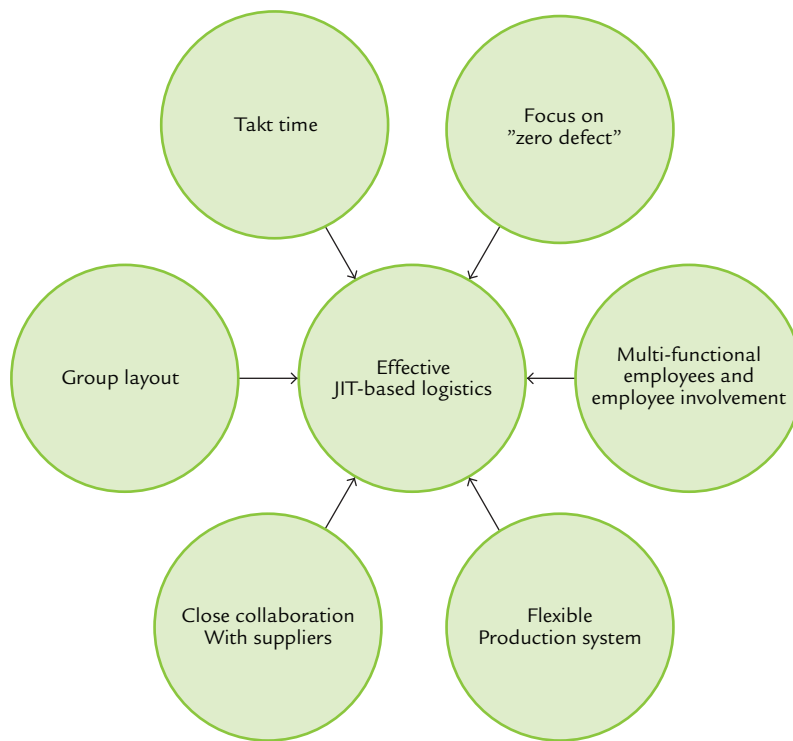 Takt time
Focus on
”zero defect”
Group layout
Effective
JIT-based logistics
Multi-functional
employees and
employee involvement
Close collaboration
With suppliers
Flexible
Production system